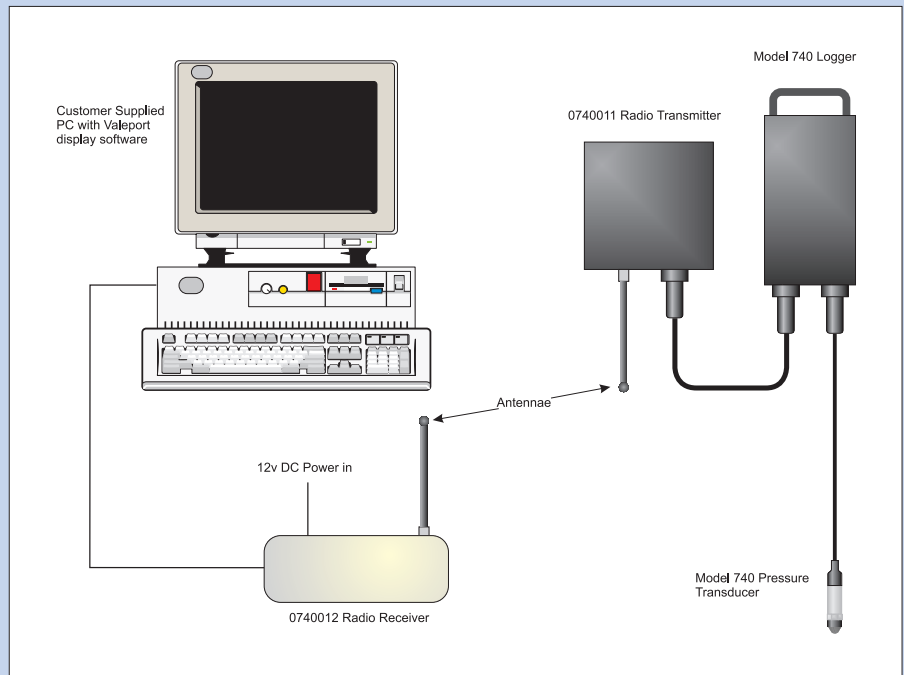 Model 740 Logger
Customer Supplied
PC with Valeport
display software
0740011 Radio Transmitter
Antennae
12v DC Power in
Model 740 Pressure
Transducer
0740012 Radio Receiver